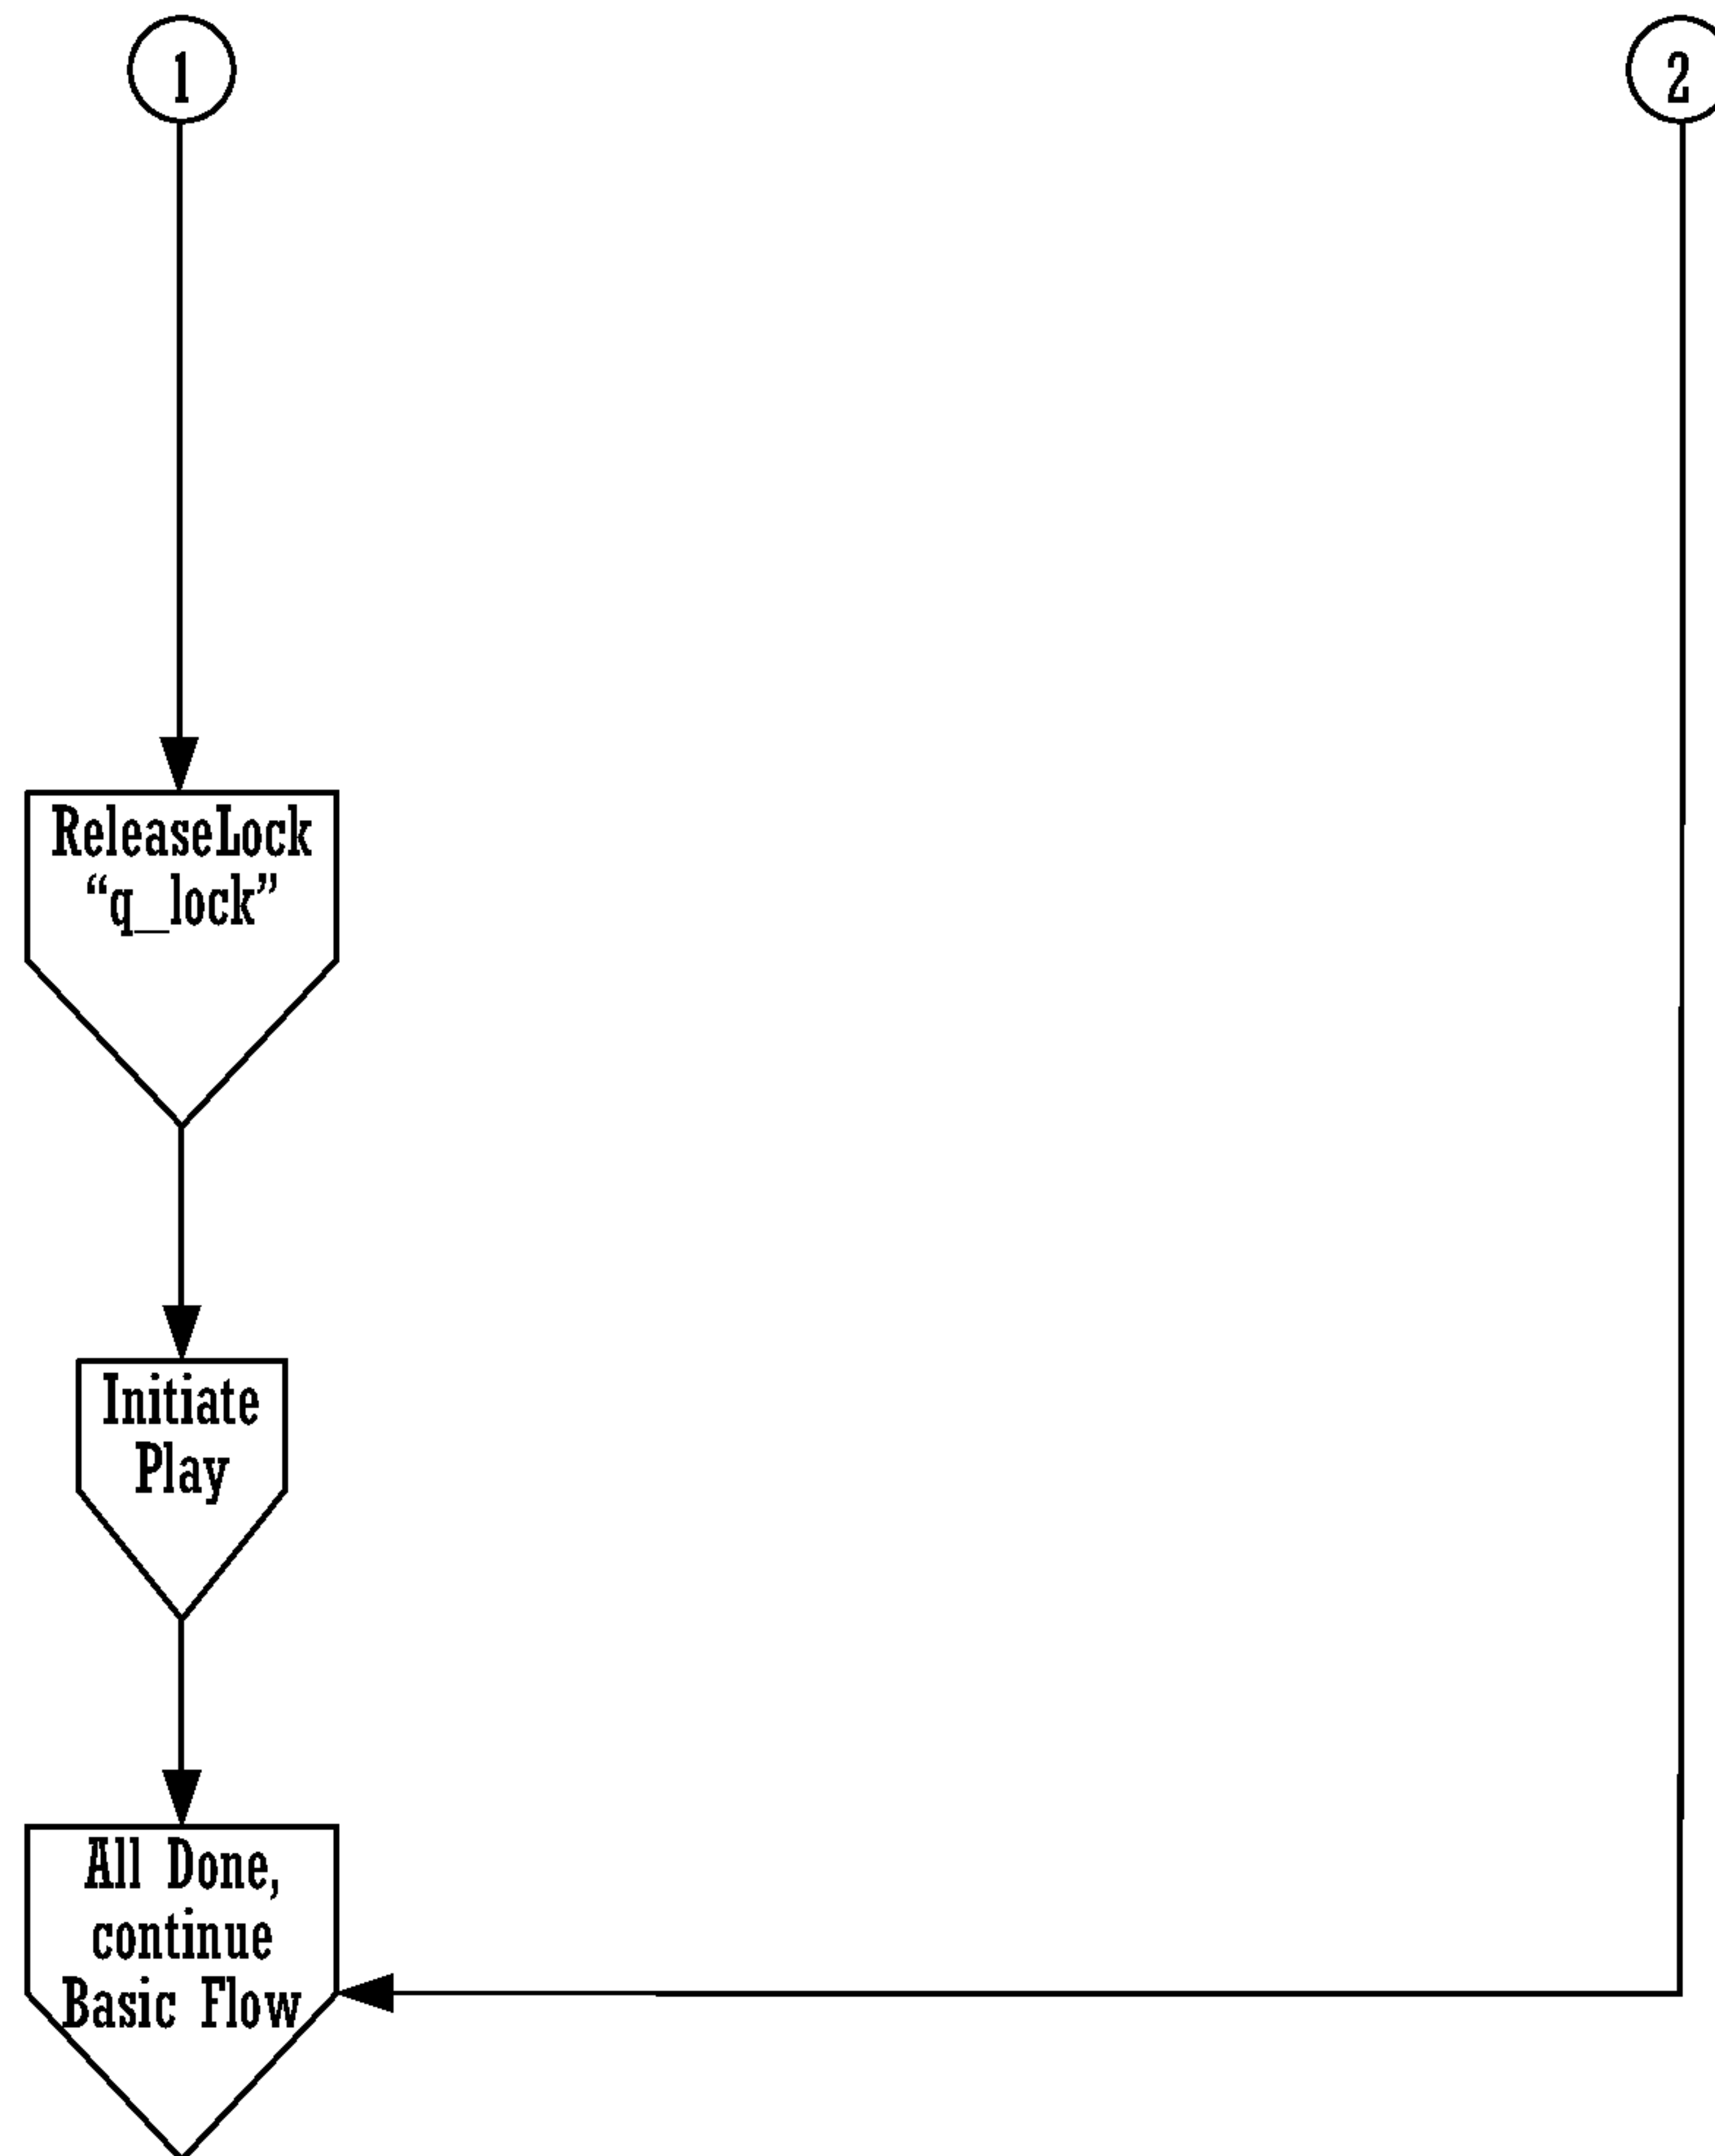 1
2
ReleaseLock
“q_lock”
Initiate
Play
All Done,
continue
Basic Flow